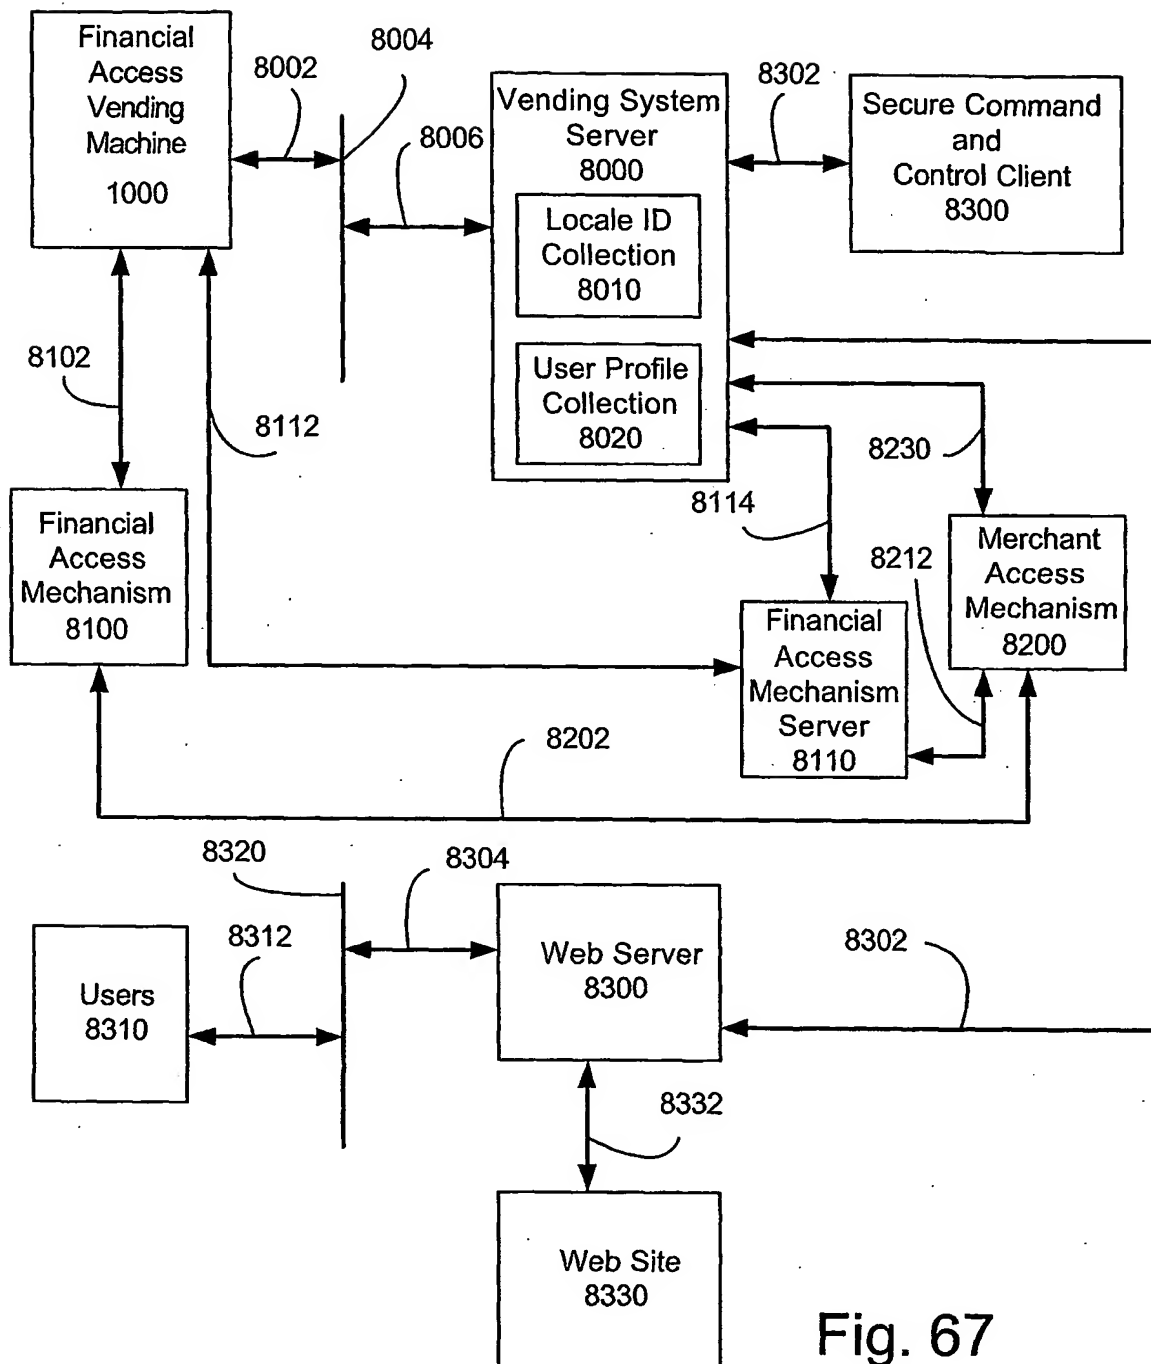 Financial
Access
Vending
Machine
1000
8002
8004
8006
Vending System
Server
8000
Locale ID
Collection
8010
User Profile
Collection
8020
8302
Secure Command
and
Control Client
8300
8102
8112
8114
8230
8212
Financial
Access
Mechanism
8100
Financial
Access
Mechanism
Server
8110
Merchant
Access
Mechanism
8200
8202
8320
8304
8312
Users
8310
Web Server
8300
8302
8332
Web Site
8330
Fig. 67